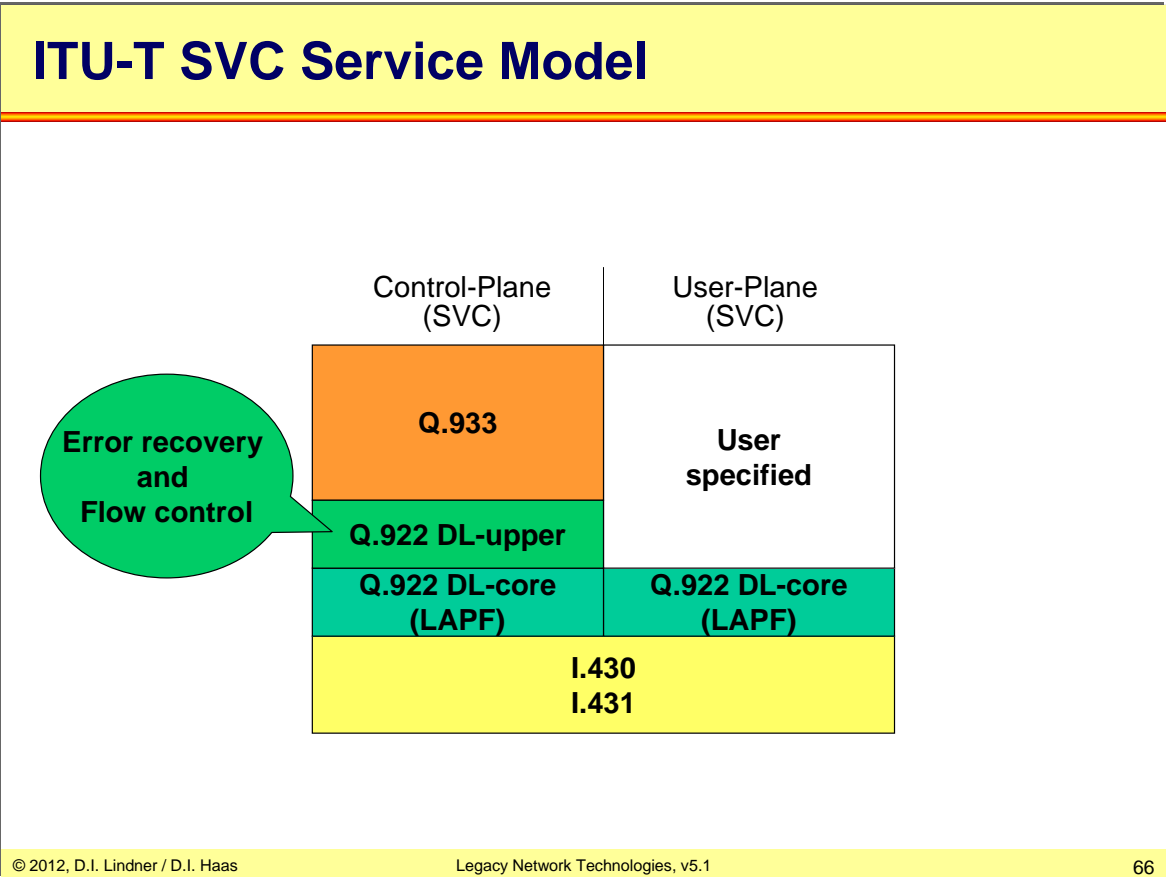 ITU-T SVC Service Model
Control-Plane
(SVC)
User-Plane
(SVC)
Q.933
User
specified
Error recovery
and
Flow control
Q.922 DL-upper
Q.922 DL-core
(LAPF)
Q.922 DL-core
(LAPF)
I.430
I.431
© 2012, D.I. Lindner / D.I. Haas
Legacy Network Technologies, v5.1
66